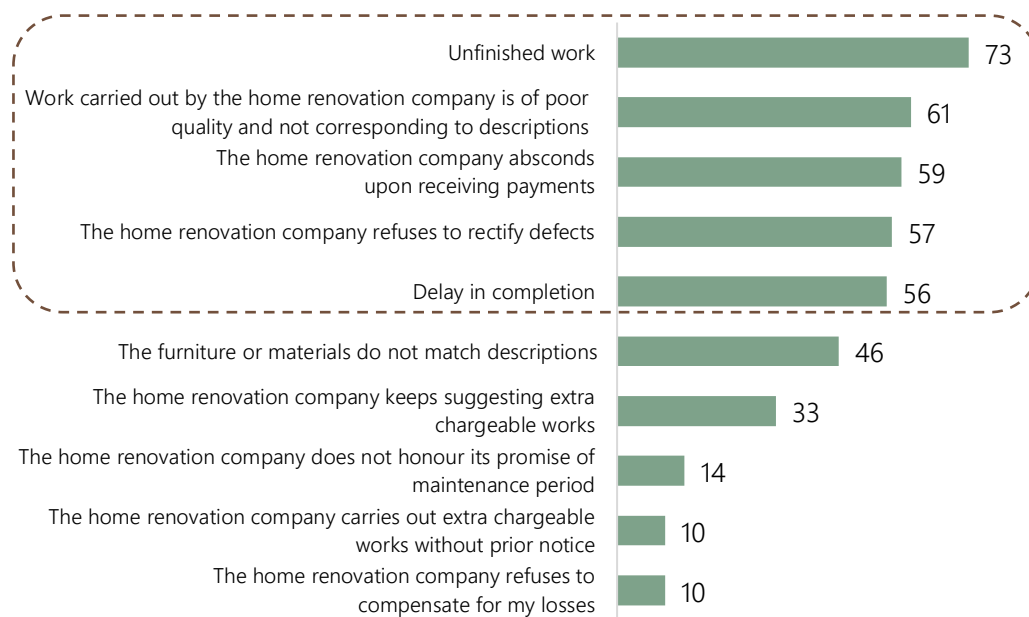 Unfinished work
73
Work carried out by the home renovation company is of poor
quality and not corresponding to descriptions
61
The home renovation company absconds
upon receiving payments
59
The home renovation company refuses to rectify defects
57
Delay in completion
56
The furniture or materials do not match descriptions
46
The home renovation company keeps suggesting extra
chargeable works
33
The home renovation company does not honour its promise of
maintenance period
14
The home renovation company carries out extra chargeable
works without prior notice
10
The home renovation company refuses to
compensate for my losses
10